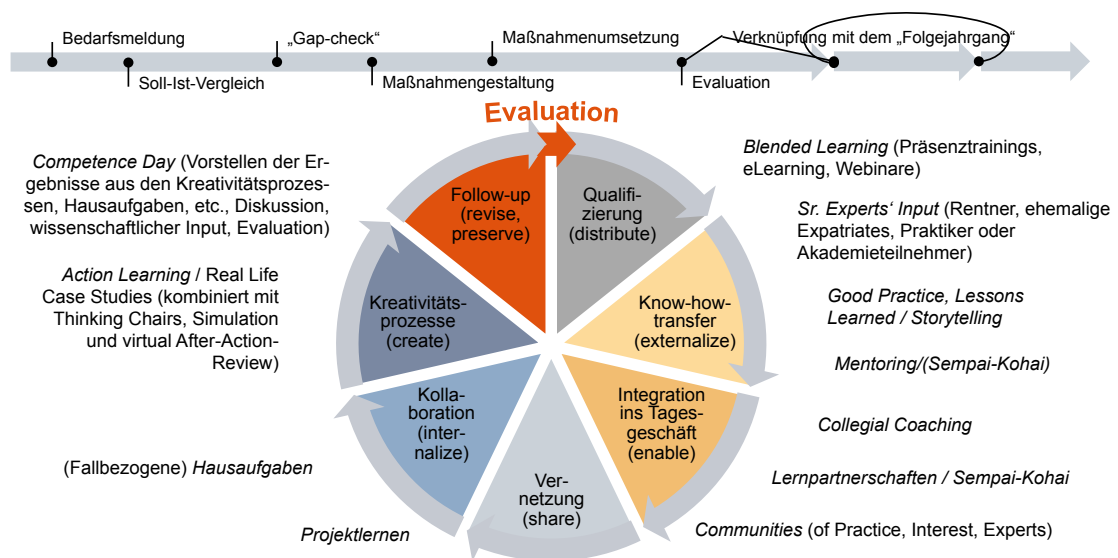 Bedarfsmeldung
„Gap-check“
Maßnahmenumsetzung
Verknüpfung mit dem „Folgejahrgang“
Soll-Ist-Vergleich
Maßnahmengestaltung
Evaluation
Evaluation
Competence Day (Vorstellen der Er-
gebnisse aus den Kreativitätsprozes-
sen, Hausaufgaben, etc., Diskussion,
wissenschaftlicher Input, Evaluation)
Action Learning / Real Life
Case Studies (kombiniert mit
Thinking Chairs, Simulation
und virtual After-Action-
Review)
(Fallbezogene) Hausaufgaben
Projektlernen
Follow-up
(revise,
preserve)
Qualifi-
zierung
(distribute)
Kreativitäts-
prozesse
(create)
Know-how-
transfer
(externalize)
Kolla-
boration
(inter-
nalize)
Integration
ins Tages-
geschäft
(enable)
Ver-
netzung
(share)
Blended Learning (Präsenztrainings,
eLearning, Webinare)
Sr. Experts‘ Input (Rentner, ehemalige
Expatriates, Praktiker oder
Akademieteilnehmer)
Good Practice, Lessons
Learned / Storytelling
Mentoring/(Sempai-Kohai)
Collegial Coaching
Lernpartnerschaften / Sempai-Kohai
Communities (of Practice, Interest, Experts)